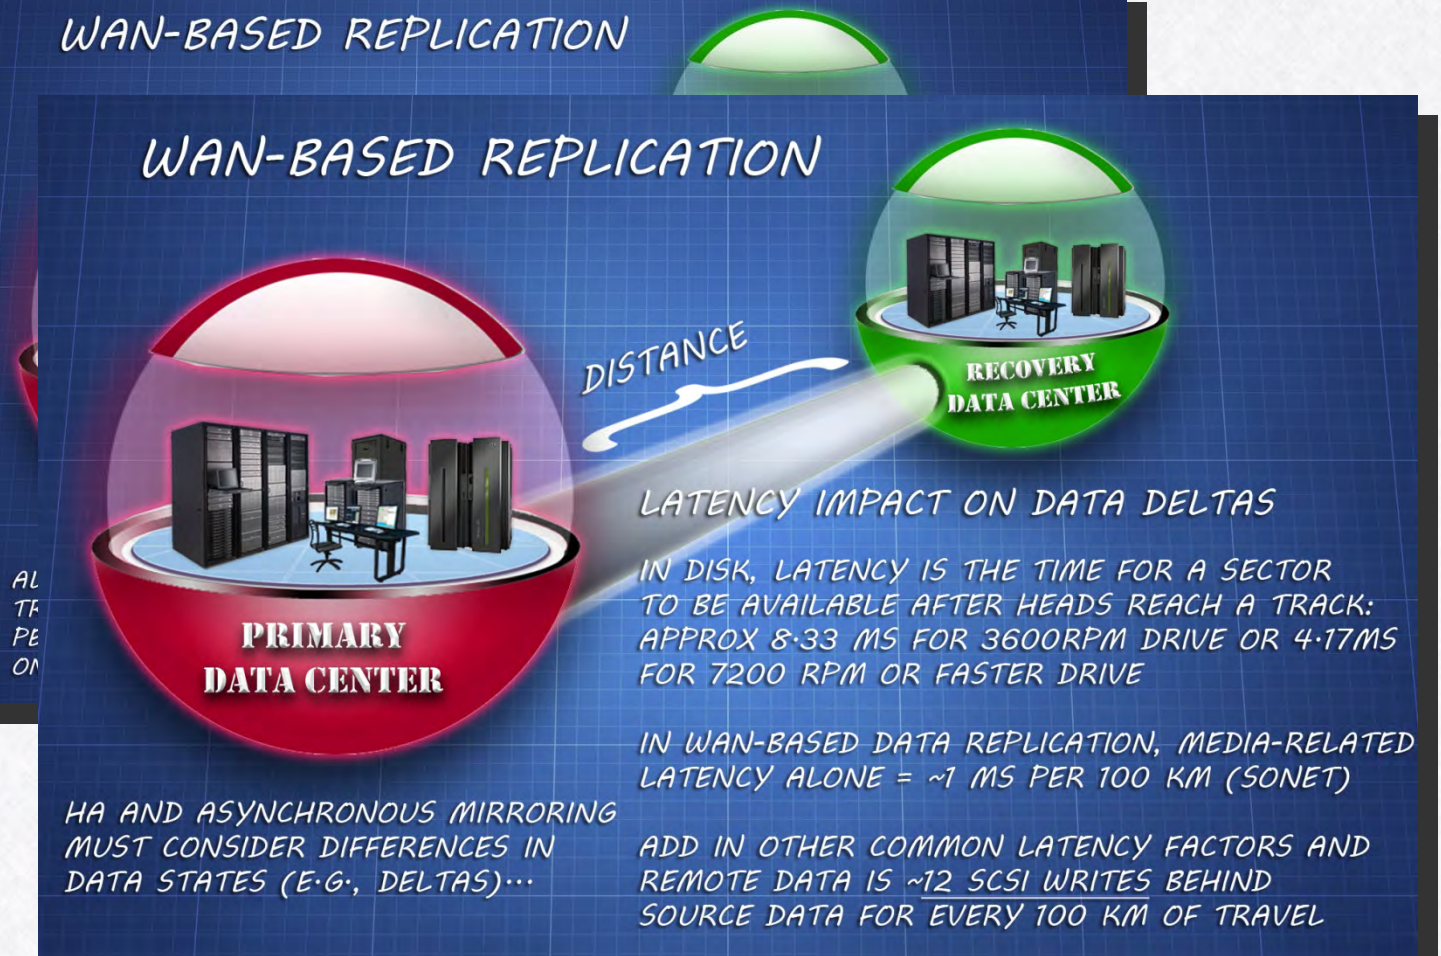 WAN-BASED REPLICATION
WAN-BASED REPLICATION
DISTANCE
RECOVERY
DATA CENTER
PRIMARY
DATA CENTER
LATENCY IMPACT ON DATA DELTAS
IN DISK, LATENCY IS THE TIME FOR A SECTOR
TO BE AVAILABLE AFTER HEADS REACH A TRACK:
APPROX 8.33 MS FOR 3600RPM DRIVE OR 4.17MS
FOR 7200 RPM OR FASTER DRIVE
IN WAN-BASED DATA REPLICATION, MEDIA-RELATED
LATENCY ALONE = ~1 MS PER 100 KM (SONET)
ADD IN OTHER COMMON LATENCY FACTORS AND
REMOTE DATA IS ~12 SCSI WRITES BEHIND
SOURCE DATA FOR EVERY 100 KM OF TRAVEL
HA AND ASYNCHRONOUS MIRRORING
MUST CONSIDER DIFFERENCES IN
DATA STATES (E.G., DELTAS)...